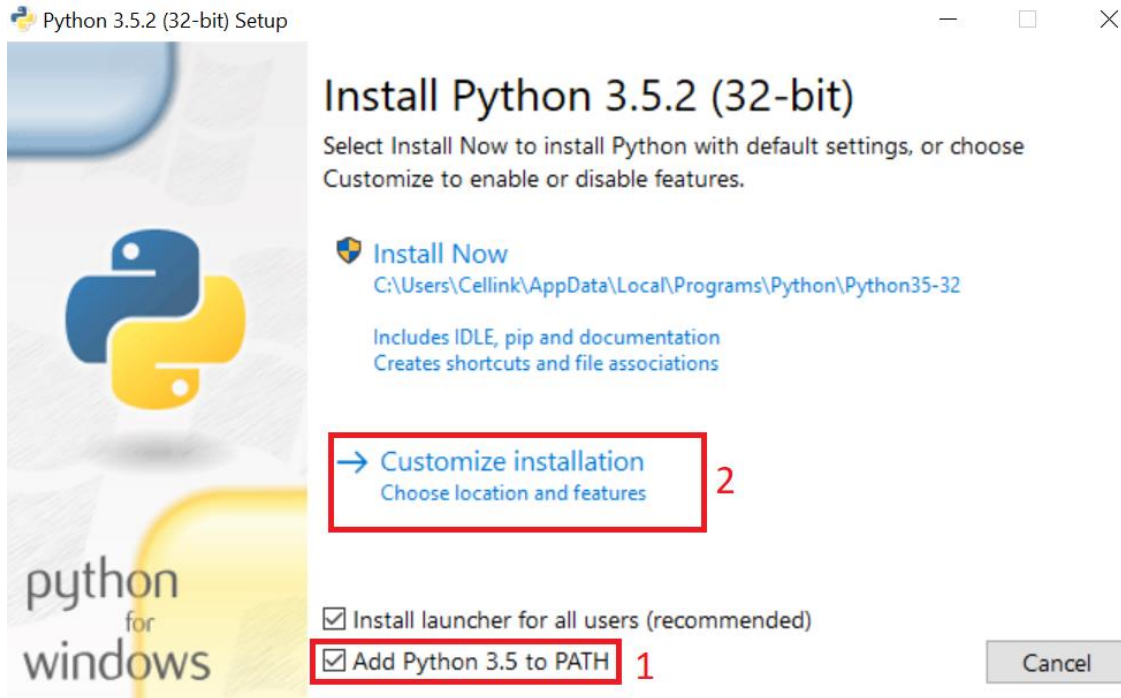 Python 3.5.2 (32-bit) Setup
Install Python 3.5.2 (32-bit)
Select Install Now to install Python with default settings, or choose
Customize to enable or disable features.
Install Now
C:\Users\Cellink\AppData\Local\Programs\Python\Python35-32
Includes IDLE, pip and documentation
Creates shortcuts and file associations
Customize installation
Choose location and features
2
python
for
windows
Install launcher for all users (recommended)
Add Python 3.5 to PATH
1
Cancel